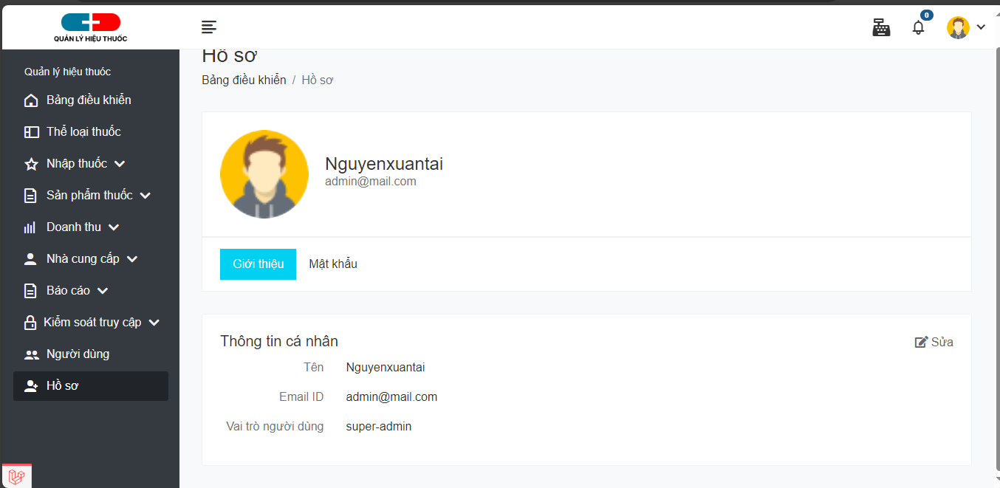 QUẢN LÝ HIỆU THUỐC
0
Quản lý hiệu thuóc
Bảng điều khiển
Thể loại thuốc
Nhập thuốc
Sản phẩm thuốc
Doanh thu
Nhà cung cấp
Báo cáo
Kiểm soát truy cập
Người dùng
Hồ sơ
Hồ sơ
Bảng điều khiển / Hồ sơ
Nguyenxuantai
admin@mail.com
Giới thiệu Mật khẩu
Thông tin cá nhân Sửa
Tên Nguyenxuantai
Email ID admin@mail.com
Vai trò người dùng super-admin